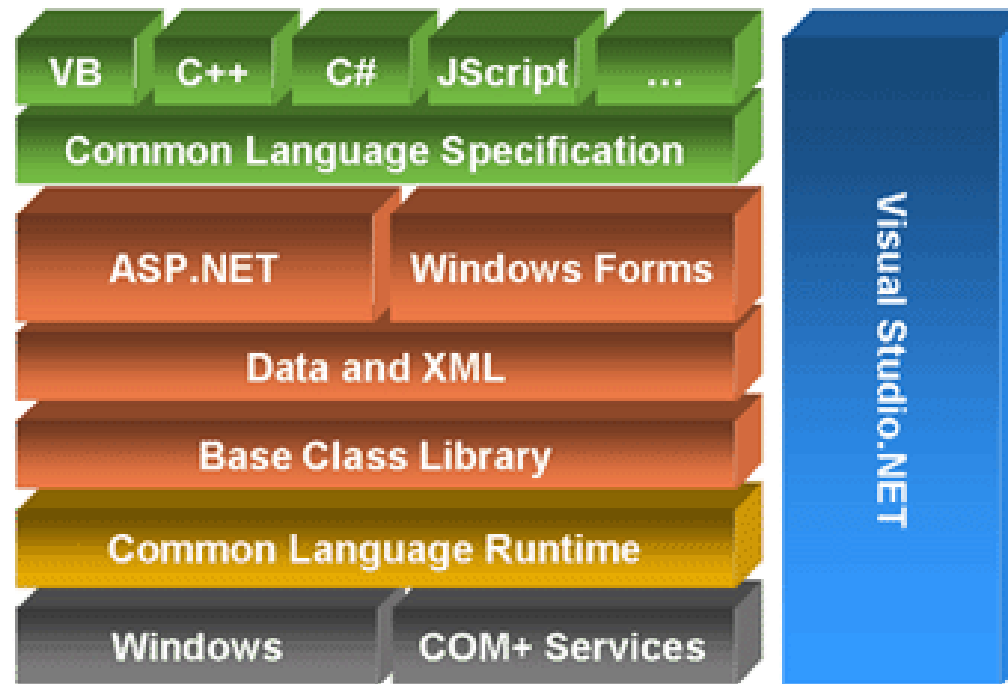 VB C++ C# JScript ...
Common Language Specification
ASP.NET Windows Forms
Data and XML
Base Class Library
Common Language Runtime
Windows COM+ Services
Visual Studio.NET